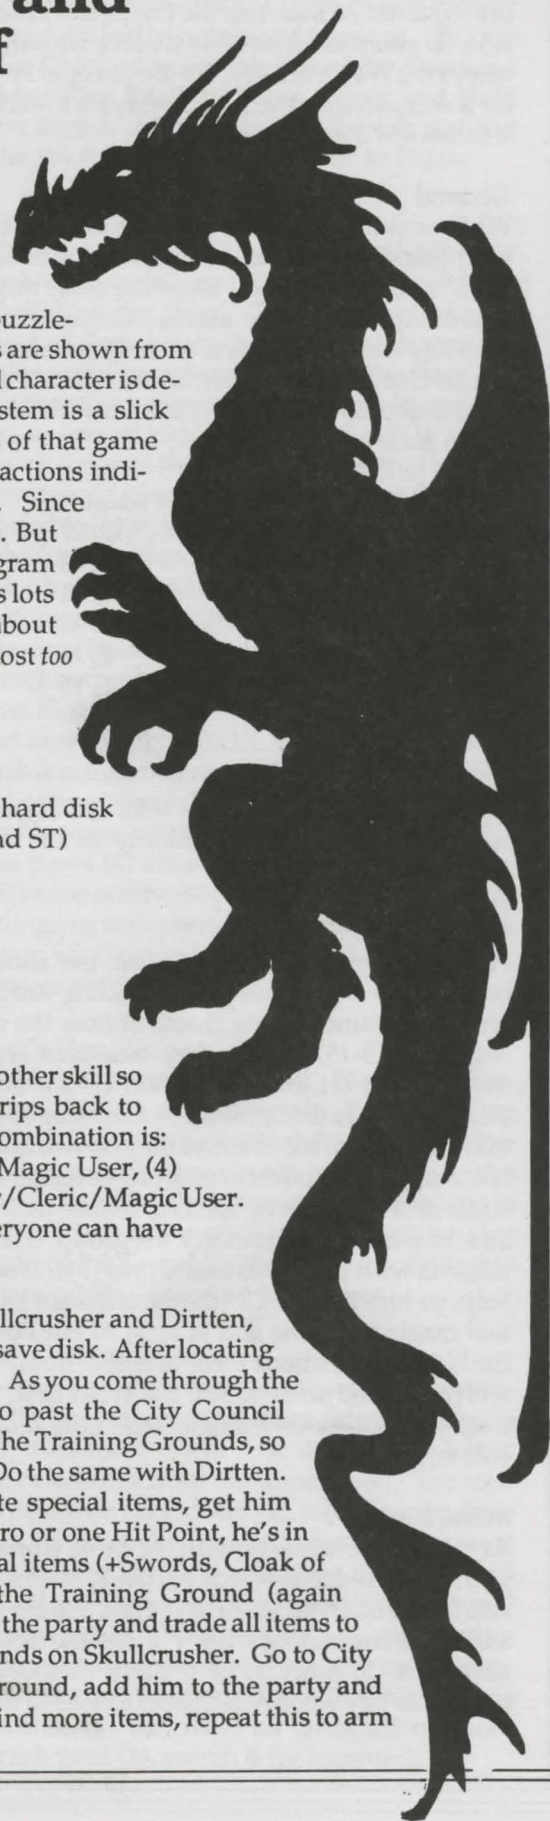 and
f
puzzle-
s are shown from
d character is de-
stem is a slick
s of that game
actions indi-
. Since
. But
gram
s lots
about
ost too
hard disk
nd ST)
other skill so
rips back to
ombination is:
Magic User, (4)
/Cleric/Magic User.
eryone can have
llcrusher and Dirtten,
save disk. After locating
As you come through the
o past the City Council
the Training Grounds, so
Do the same with Dirtten.
te special items, get him
ro or one Hit Point, he's in
al items (+Swords, Cloak of
the Training Ground (again
the party and trade all items to
nds on Skullcrusher. Go to City
round, add him to the party and
ind more items, repeat this to arm